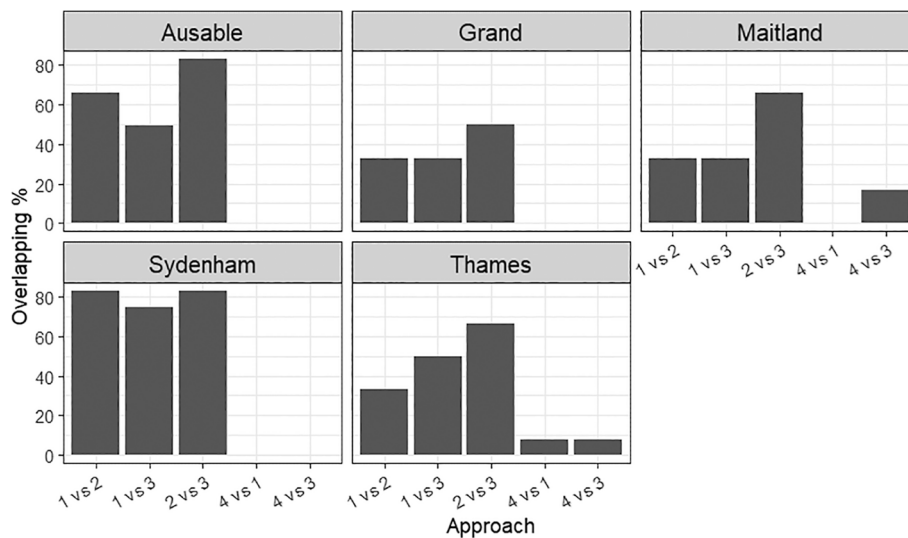 Ausable
Grand
Maitland
Overlapping %
80
60
40
20
0
1 vs 2
1 vs 3
2 vs 3
4 vs 1
4 vs 3
Sydenham
Thames
80
60
40
20
0
1 vs 2
1 vs 3
2 vs 3
4 vs 1
4 vs 3
1 vs 2
1 vs 3
2 vs 3
4 vs 1
4 vs 3
Approach